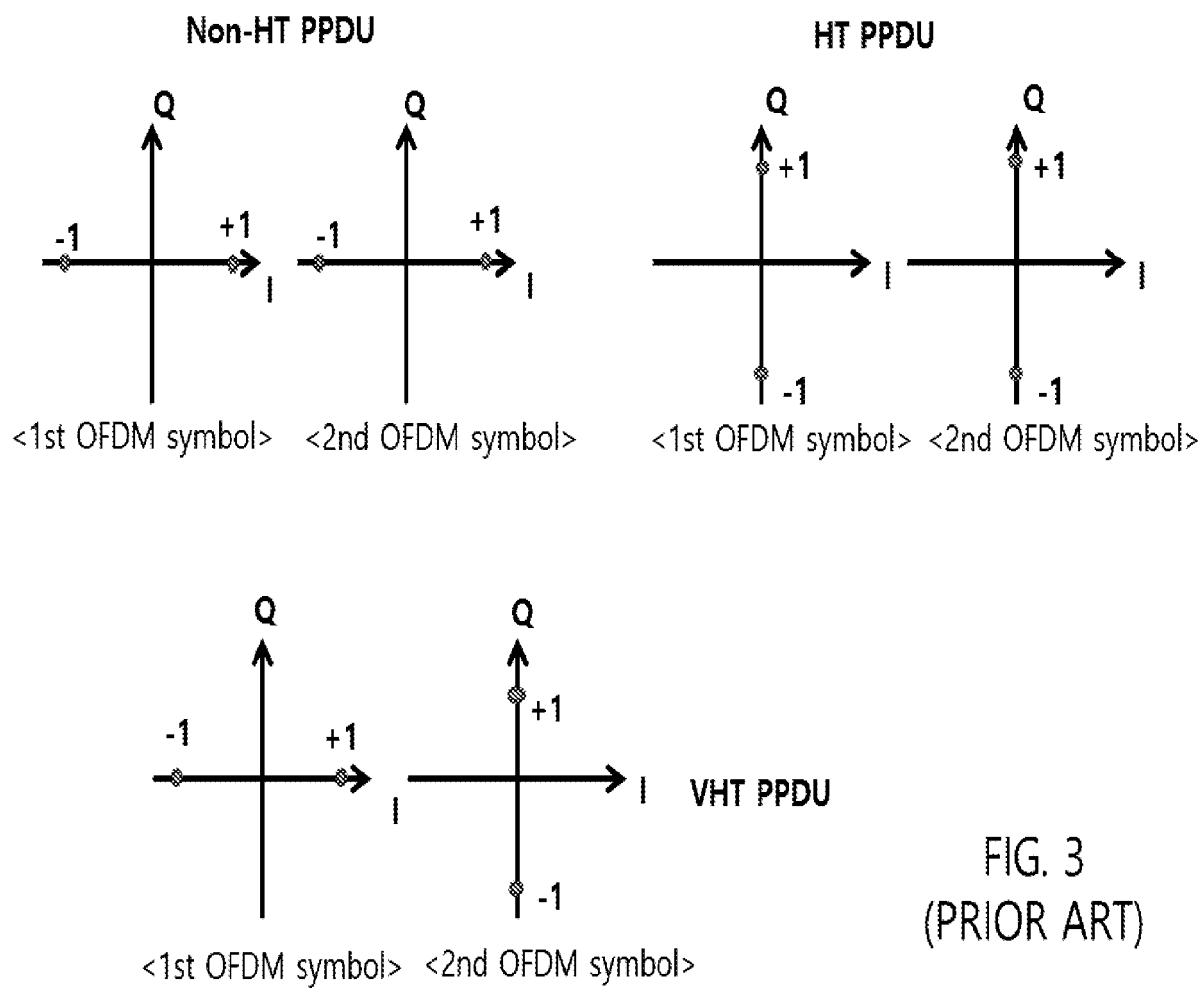 Non-HT PPDU
HT PPDU
Q
Q
-1
+1
I
-1
+1
I
<1st OFDM symbol>
<2nd OFDM symbol>
Q
Q
+1
-1
I
+1
-1
I
<1st OFDM symbol>
<2nd OFDM symbol>
Q
Q
-1
+1
I
+1
-1
I
VHT PPDU
<1st OFDM symbol>
<2nd OFDM symbol>
FIG. 3
(PRIOR ART)